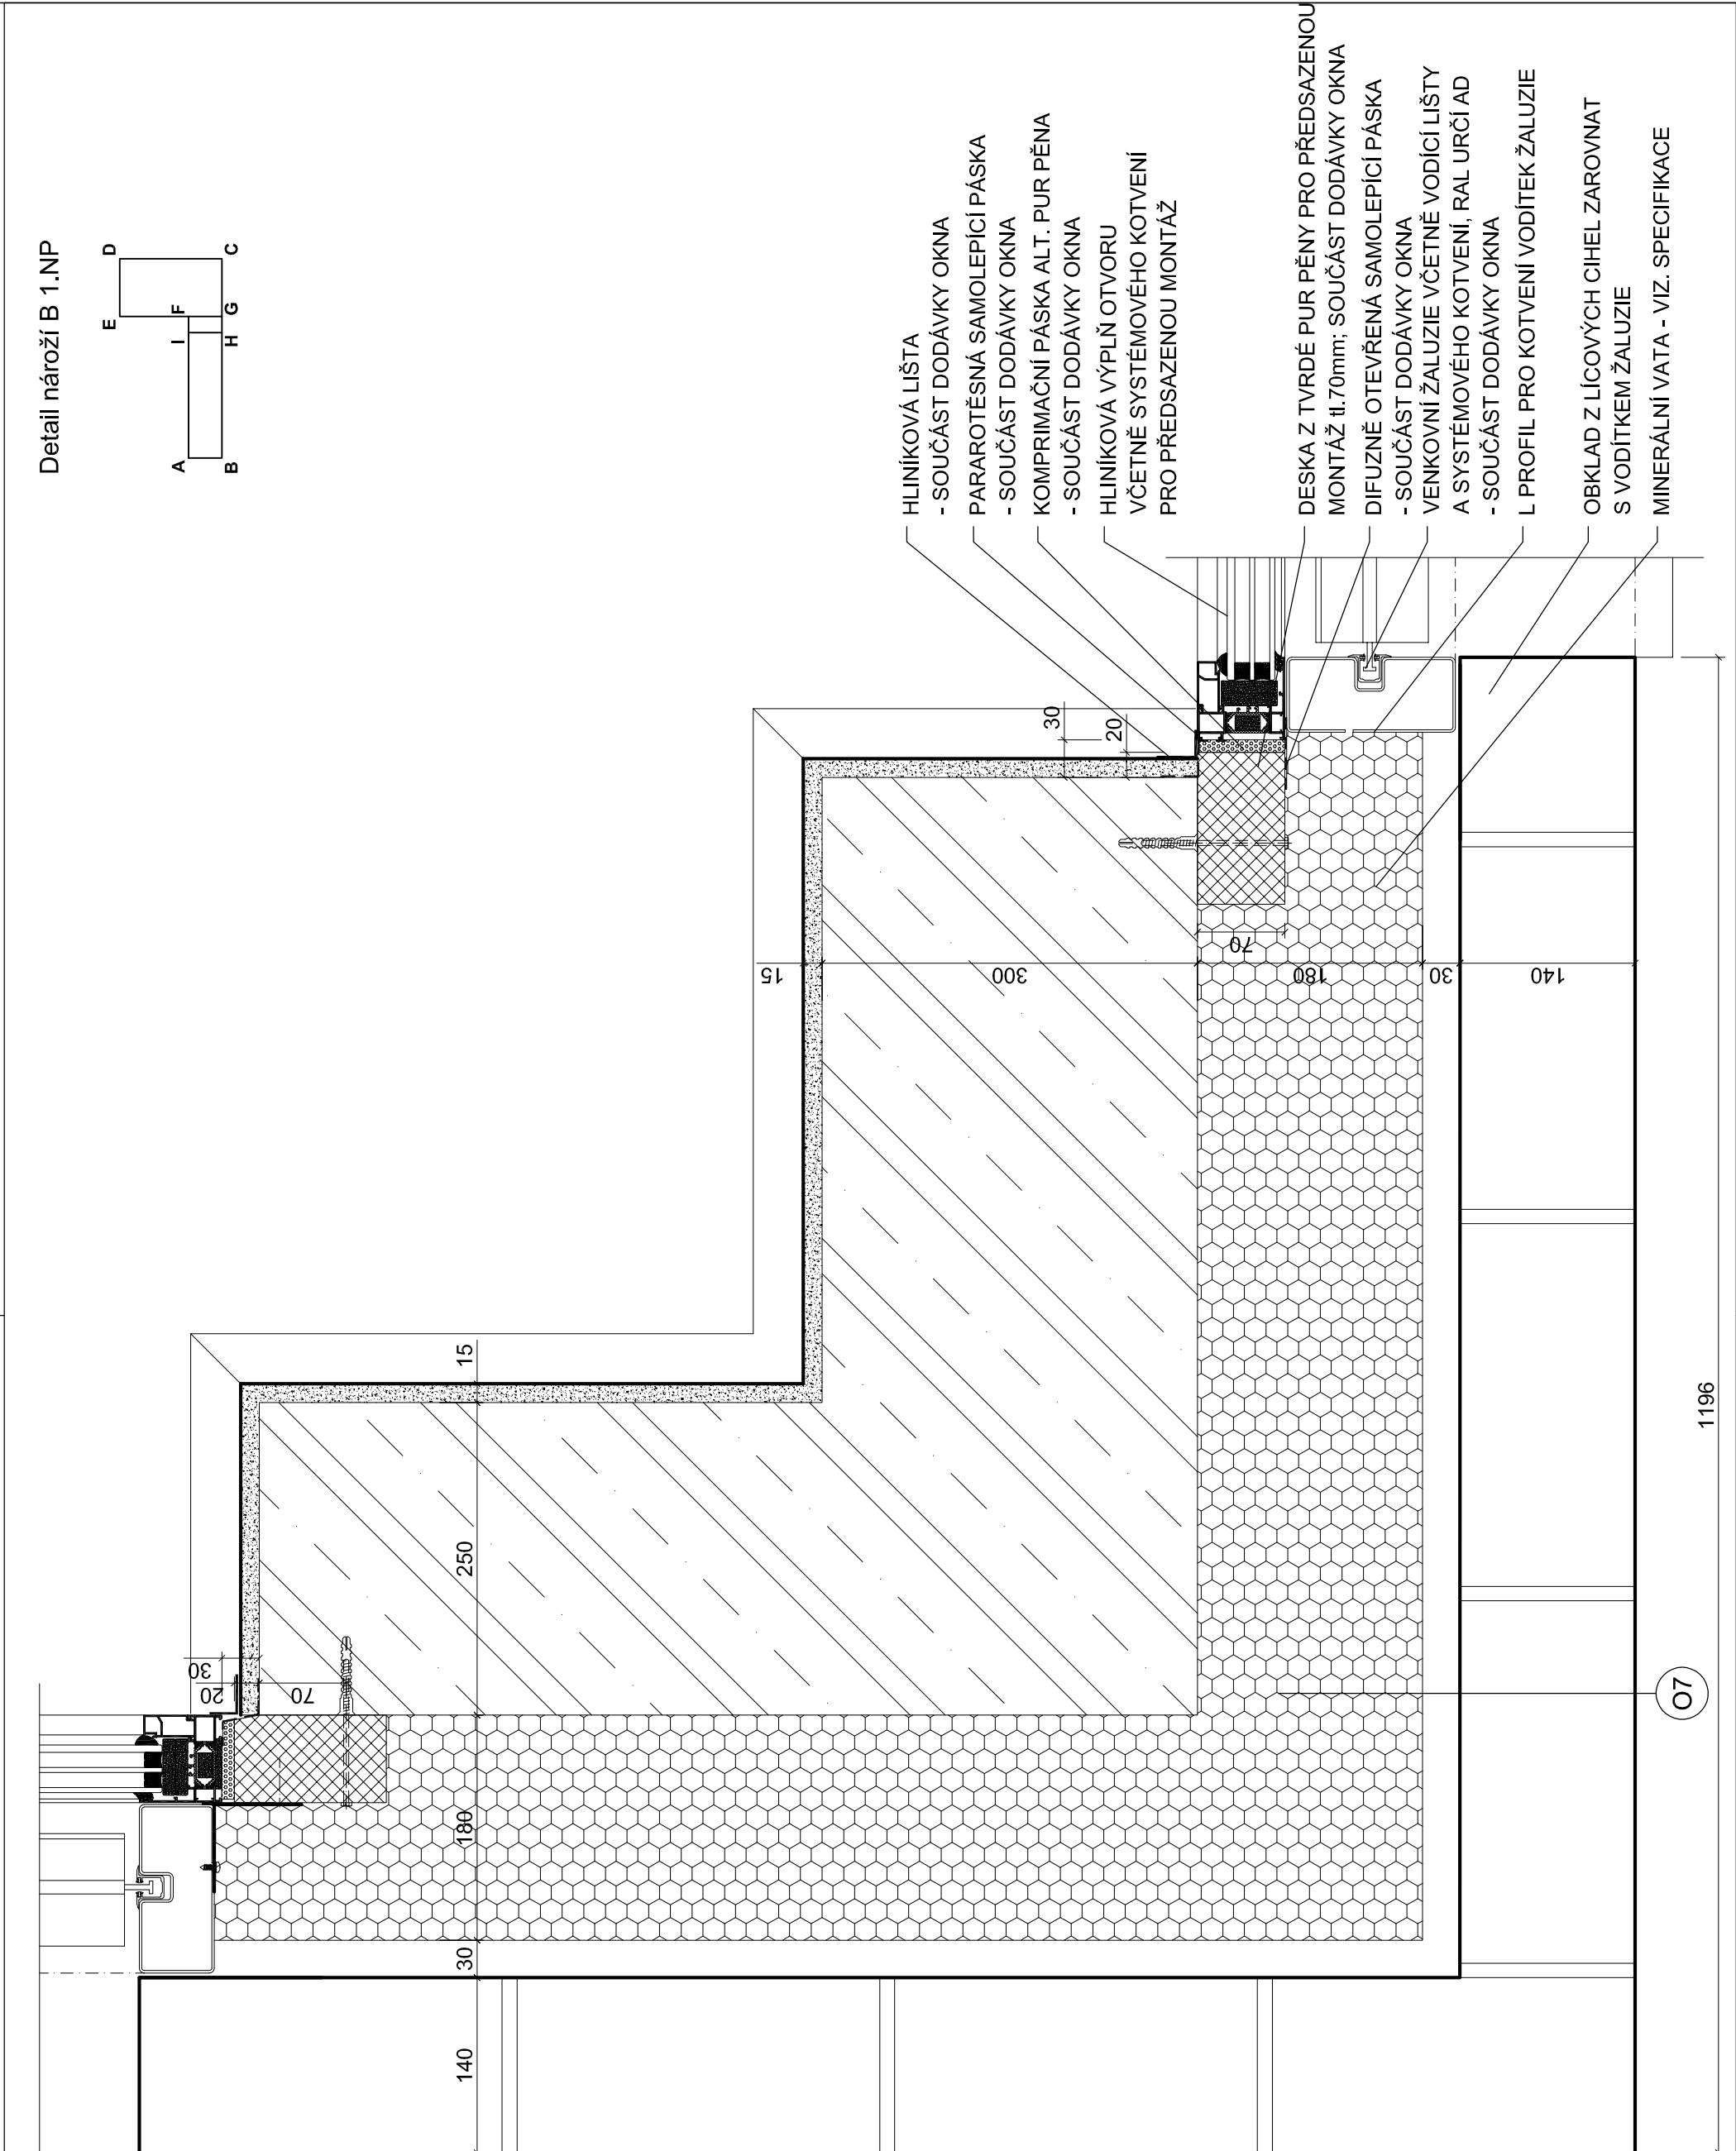 Detail nároží B 1.NP
A
B
I
H
F
G
E
D
C
HLINÍKOVÁ LIŠTA
- SOUČÁST DODÁVKY OKNA
PAROTĚSNÁ SAMOLEPÍCÍ PÁSKA
- SOUČÁST DODÁVKY OKNA
KOMPRIMAČNÍ PÁSKA ALT. PUR PĚNA
- SOUČÁST DODÁVKY OKNA
HLINÍKOVÁ VÝPLŇ OTVORU
VČETNĚ SYSTÉMOVÉHO KOTVENÍ
PRO PŘEDSAZENOU MONTÁŽ
DESKA Z TVRDÉ PUR PĚNY PRO PŘEDSAZENOU
MONTÁŽ tl.70mm; SOUČÁST DODÁVKY OKNA
DIFUZNĚ OTEVŘENÁ SAMOLEPÍCÍ PÁSKA
- SOUČÁST DODÁVKY OKNA
VENKOVNÍ ŽALUZIE VČETNĚ VODÍCÍ LIŠTY
A SYSTÉMOVÉHO KOTVENÍ, RAL URČÍ AD
- SOUČÁST DODÁVKY OKNA
L PROFIL PRO KOTVENÍ VODÍTEK ŽALUZIE
OBKLAD Z LÍCOVÝCH CIHEL ZAROVNAT
S VODÍTKEM ŽALUZIE
MINERÁLNÍ VATA - VIZ. SPECIFIKACE
30
20
15
300
70
180
30
140
15
250
180
30
140
30
20
70
1196
O7